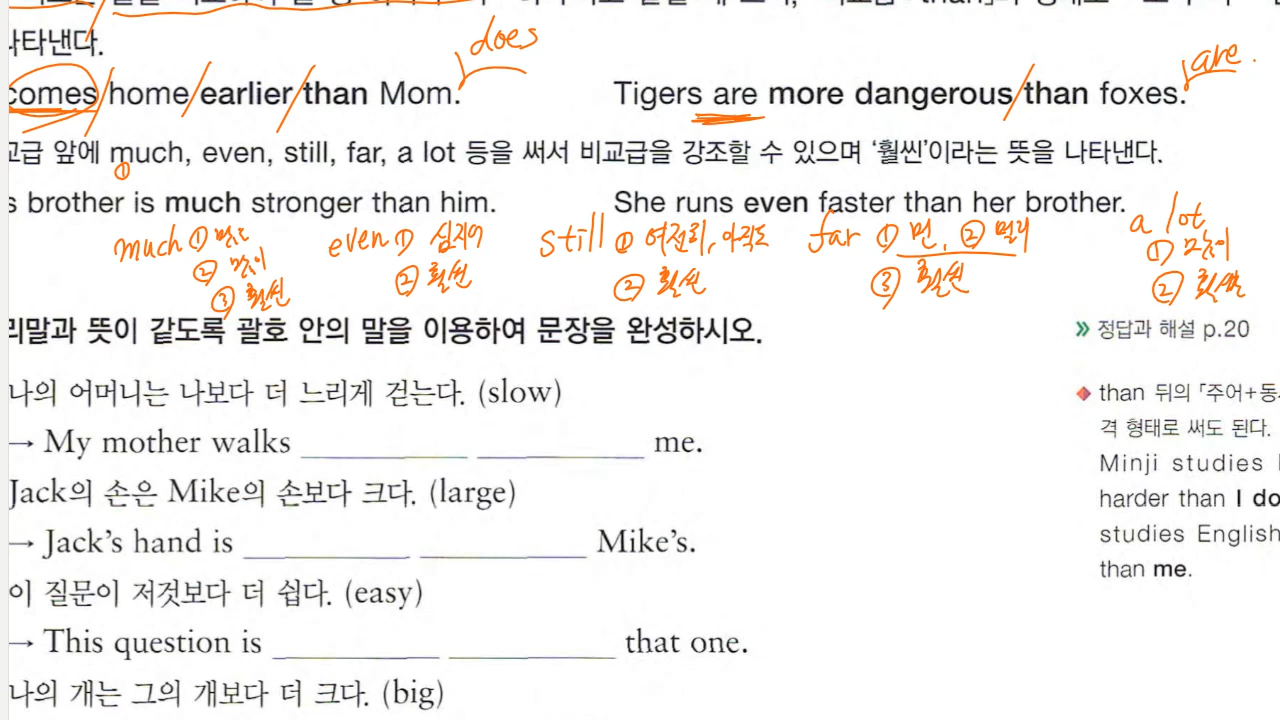 나타낸다.
does
are.
comes home earlier than Mom.
Tigers are more dangerous than foxes.
교급 앞에 much, even, still, far, a lot 등을 써서 비교급을 강조할 수 있으며 ‘훨씬’이라는 뜻을 나타낸다.
①
s brother is much stronger than him.
She runs even faster than her brother.
much ① 많은
② 많이
③ 훨씬
even ① 심지어
② 훨씬
still ① 여전히, 아직도
② 훨씬
far ① 먼, ② 멀리
③ 훨씬
a lot
① 많이
② 훨씬
리말과 뜻이 같도록 괄호 안의 말을 이용하여 문장을 완성하시오.
» 정답과 해설 p.20
나의 어머니는 나보다 더 느리게 걷는다. (slow)
→ My mother walks ____ ____ me.
Jack의 손은 Mike의 손보다 크다. (large)
→ Jack’s hand is ____ ____ Mike’s.
이 질문이 저것보다 더 쉽다. (easy)
→ This question is ____ ____ that one.
나의 개는 그의 개보다 더 크다. (big)
◆ than 뒤의 「주어+동
격 형태로 써도 된다.
Minji studies
harder than I do
studies English
than me.